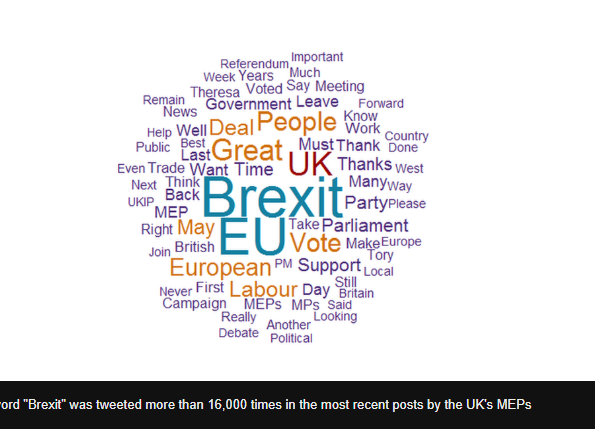 Important
Referendum
Much
Week Years
Say Meeting
Theresa Voted
Remain Government Leave Forward
News Deal People Know
Help Well Work
Country
Public Best Great Must Thank Done
Last UK
Even Trade Want Time Thanks West
Next Think Many Way
Back Brexit
UKIP Party Please
MEP
Right May EU Take Parliament
British Vote Make Europe
Join Tory
European PM Support Local
Still
Never First Labour Day Britain
Campaign MEPs MPs Said
Really Looking
Another
Debate
Political
ord "Brexit" was tweeted more than 16,000 times in the most recent posts by the UK's MEPs